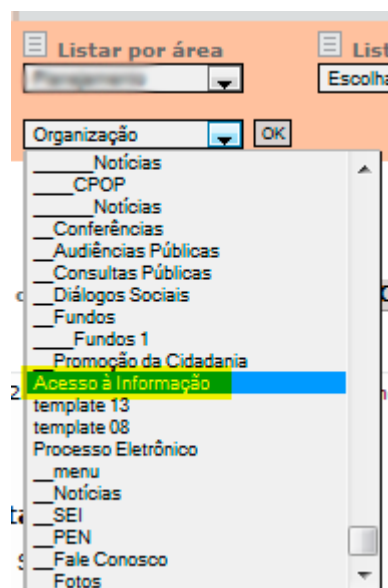 Listar por área
List
Escolha
Organização
OK
______Notícias
____CPOP
______Notícias
__Conferências
__Audiências Públicas
__Consultas Públicas
__Diálogos Sociais
__Fundos
____Fundos 1
__Promoção da Cidadania
Acesso à Informação
template 13
template 08
Processo Eletrônico
__menu
__Notícias
__SEI
__PEN
__Fale Conosco
__Fotos